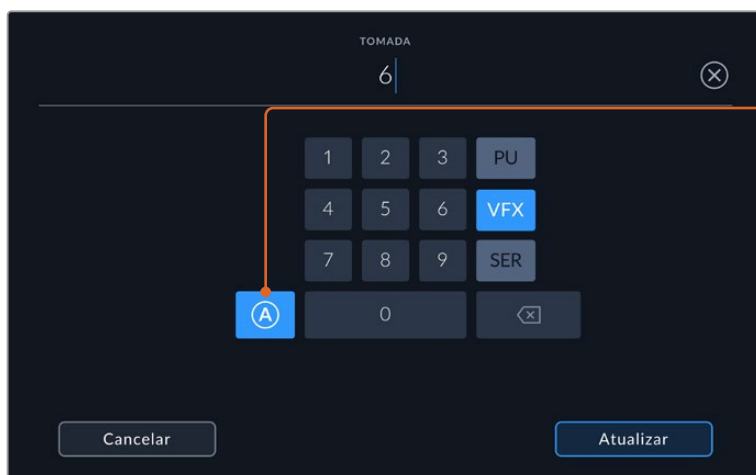 TOMADA
6
1 2 3 PU
4 5 6 VFX
7 8 9 SER
A 0
Cancelar Atualizar